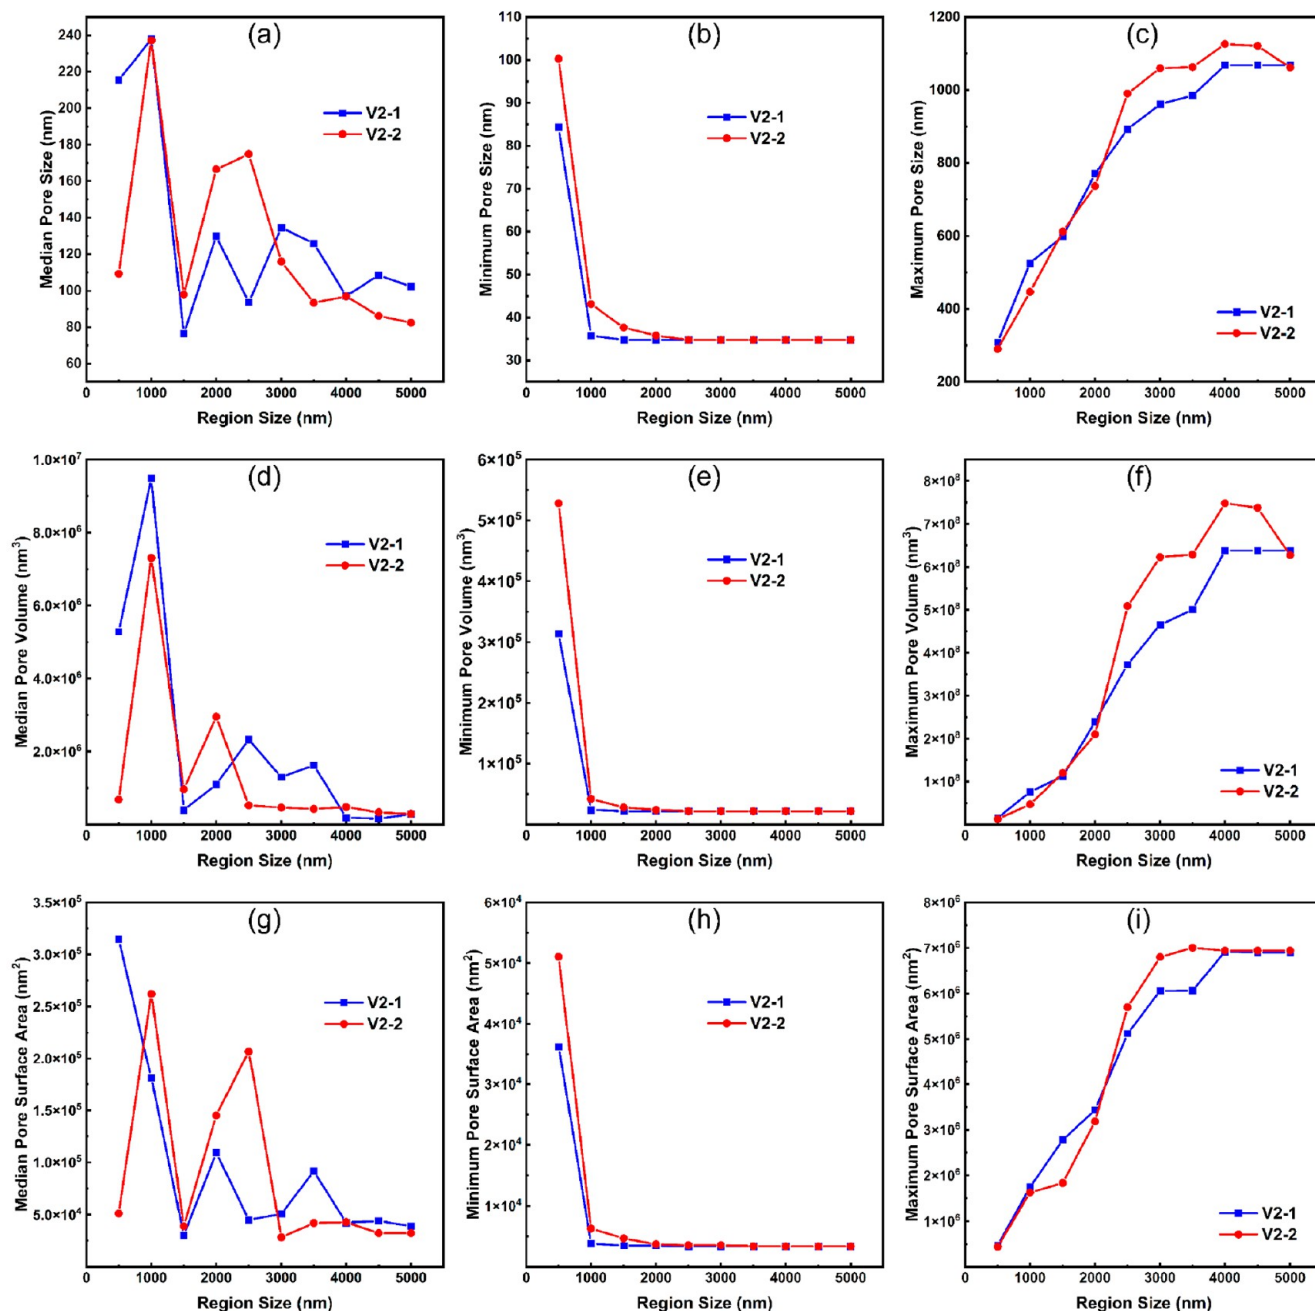 (a)
Median Pore Size (nm)
240
220
200
180
160
140
120
100
80
60
V2-1
V2-2
0 1000 2000 3000 4000 5000
Region Size (nm)
(b)
Minimum Pore Size (nm)
110
100
90
80
70
60
50
40
30
V2-1
V2-2
0 1000 2000 3000 4000 5000
Region Size (nm)
(c)
Maximum Pore Size (nm)
1200
1000
800
600
400
200
V2-1
V2-2
0 1000 2000 3000 4000 5000
Region Size (nm)
(d)
Median Pore Volume (nm³)
1.0×10⁷
8.0×10⁶
6.0×10⁶
4.0×10⁶
2.0×10⁶
V2-1
V2-2
0 1000 2000 3000 4000 5000
Region Size (nm)
(e)
Minimum Pore Volume (nm³)
6×10⁵
5×10⁵
4×10⁵
3×10⁵
2×10⁵
1×10⁵
V2-1
V2-2
0 1000 2000 3000 4000 5000
Region Size (nm)
(f)
Maximum Pore Volume (nm³)
8×10⁸
7×10⁸
6×10⁸
5×10⁸
4×10⁸
3×10⁸
2×10⁸
1×10⁸
V2-1
V2-2
0 1000 2000 3000 4000 5000
Region Size (nm)
(g)
Median Pore Surface Area (nm²)
3.5×10⁵
3.0×10⁵
2.5×10⁵
2.0×10⁵
1.5×10⁵
1.0×10⁵
5.0×10⁴
V2-1
V2-2
0 1000 2000 3000 4000 5000
Region Size (nm)
(h)
Minimum Pore Surface Area (nm²)
6×10⁴
5×10⁴
4×10⁴
3×10⁴
2×10⁴
1×10⁴
V2-1
V2-2
0 1000 2000 3000 4000 5000
Region Size (nm)
(i)
Maximum Pore Surface Area (nm²)
8×10⁶
7×10⁶
6×10⁶
5×10⁶
4×10⁶
3×10⁶
2×10⁶
1×10⁶
V2-1
V2-2
0 1000 2000 3000 4000 5000
Region Size (nm)